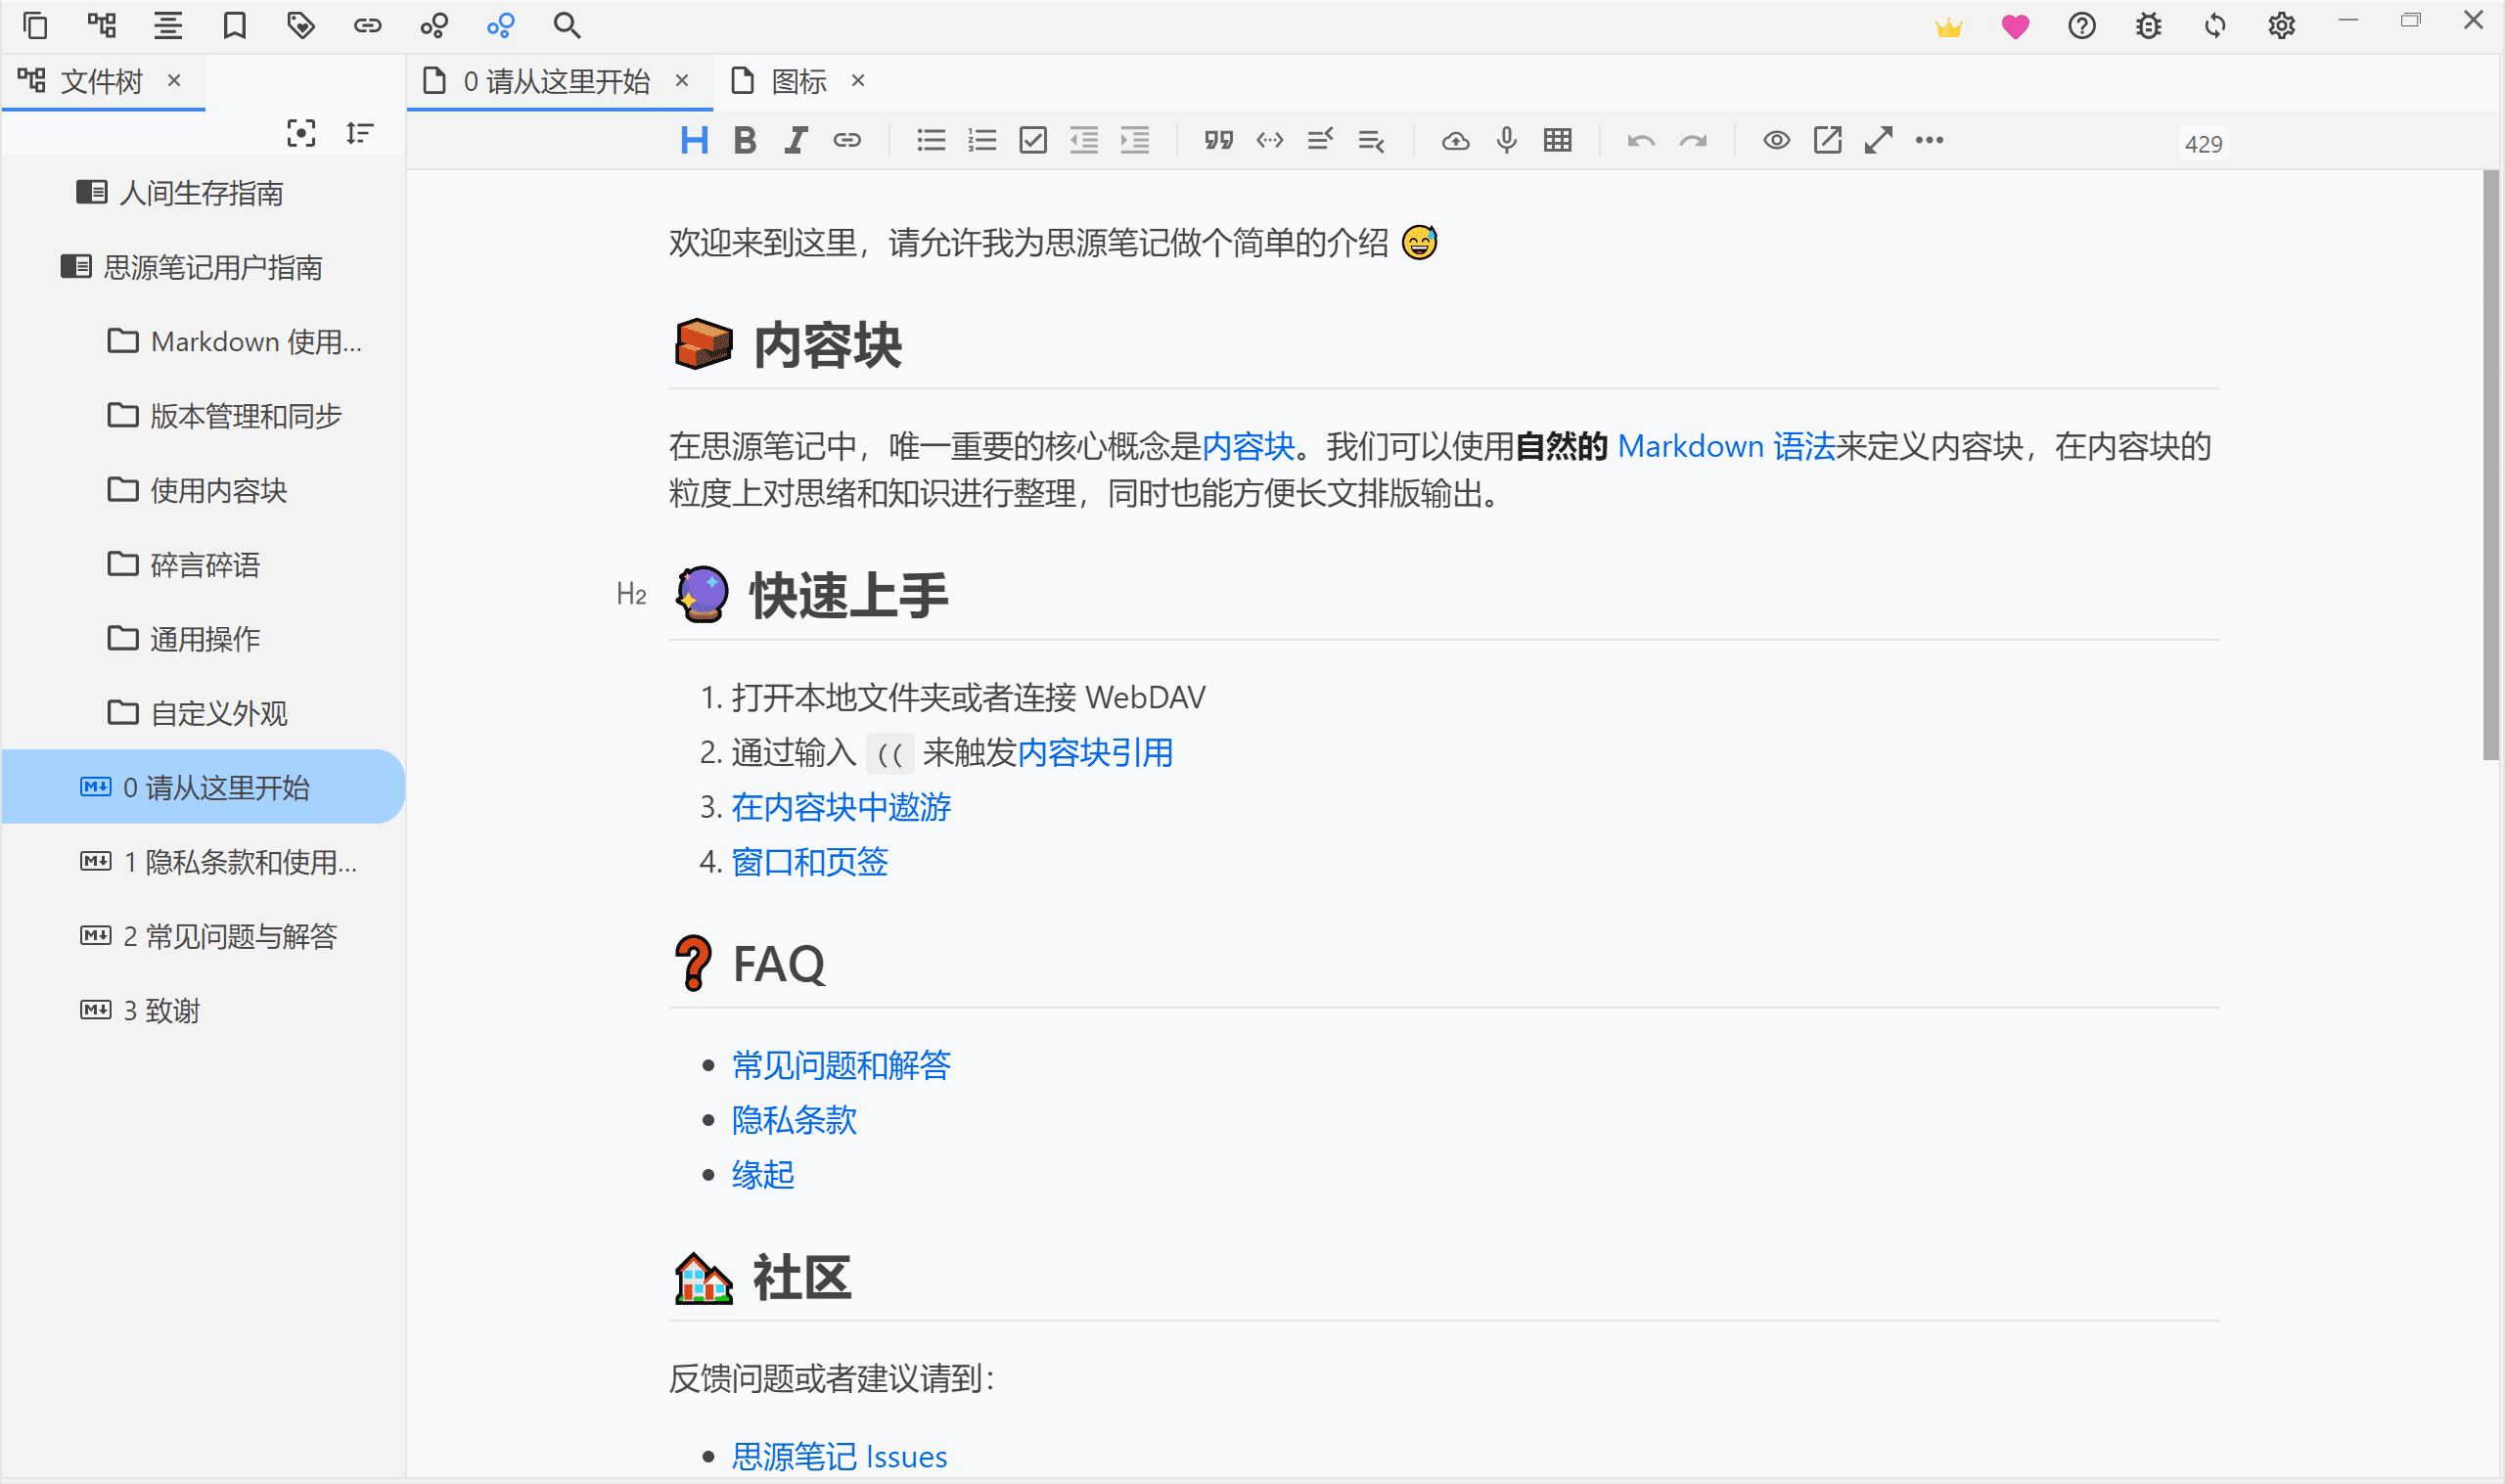 文件树
0 请从这里开始
图标
429
人间生存指南
思源笔记用户指南
Markdown 使用...
版本管理和同步
使用内容块
碎言碎语
通用操作
自定义外观
0 请从这里开始
1 隐私条款和使用...
2 常见问题与解答
3 致谢
欢迎来到这里，请允许我为思源笔记做个简单的介绍 😅
内容块
在思源笔记中，唯一重要的核心概念是内容块。我们可以使用自然的 Markdown 语法来定义内容块，在内容块的
粒度上对思绪和知识进行整理，同时也能方便长文排版输出。
H2 快速上手
1. 打开本地文件夹或者连接 WebDAV
2. 通过输入 (( 来触发内容块引用
3. 在内容块中遨游
4. 窗口和页签
FAQ
常见问题和解答
隐私条款
缘起
社区
反馈问题或者建议请到：
思源笔记 Issues